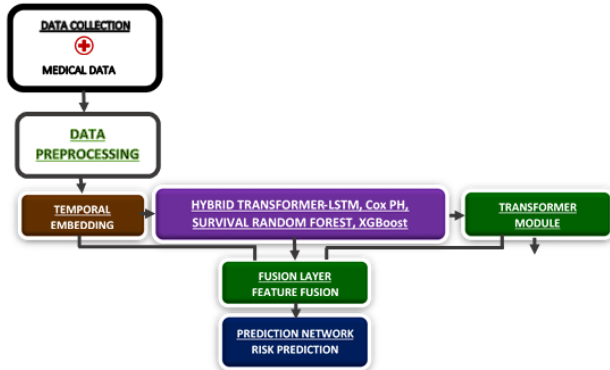 DATA COLLECTION
MEDICAL DATA
DATA
PREPROCESSING
TEMPORAL
EMBEDDING
HYBRID TRANSFORMER-LSTM, Cox PH,
SURVIVAL RANDOM FOREST, XGBoost
TRANSFORMER
MODULE
FUSION LAYER
FEATURE FUSION
PREDICTION NETWORK
RISK PREDICTION